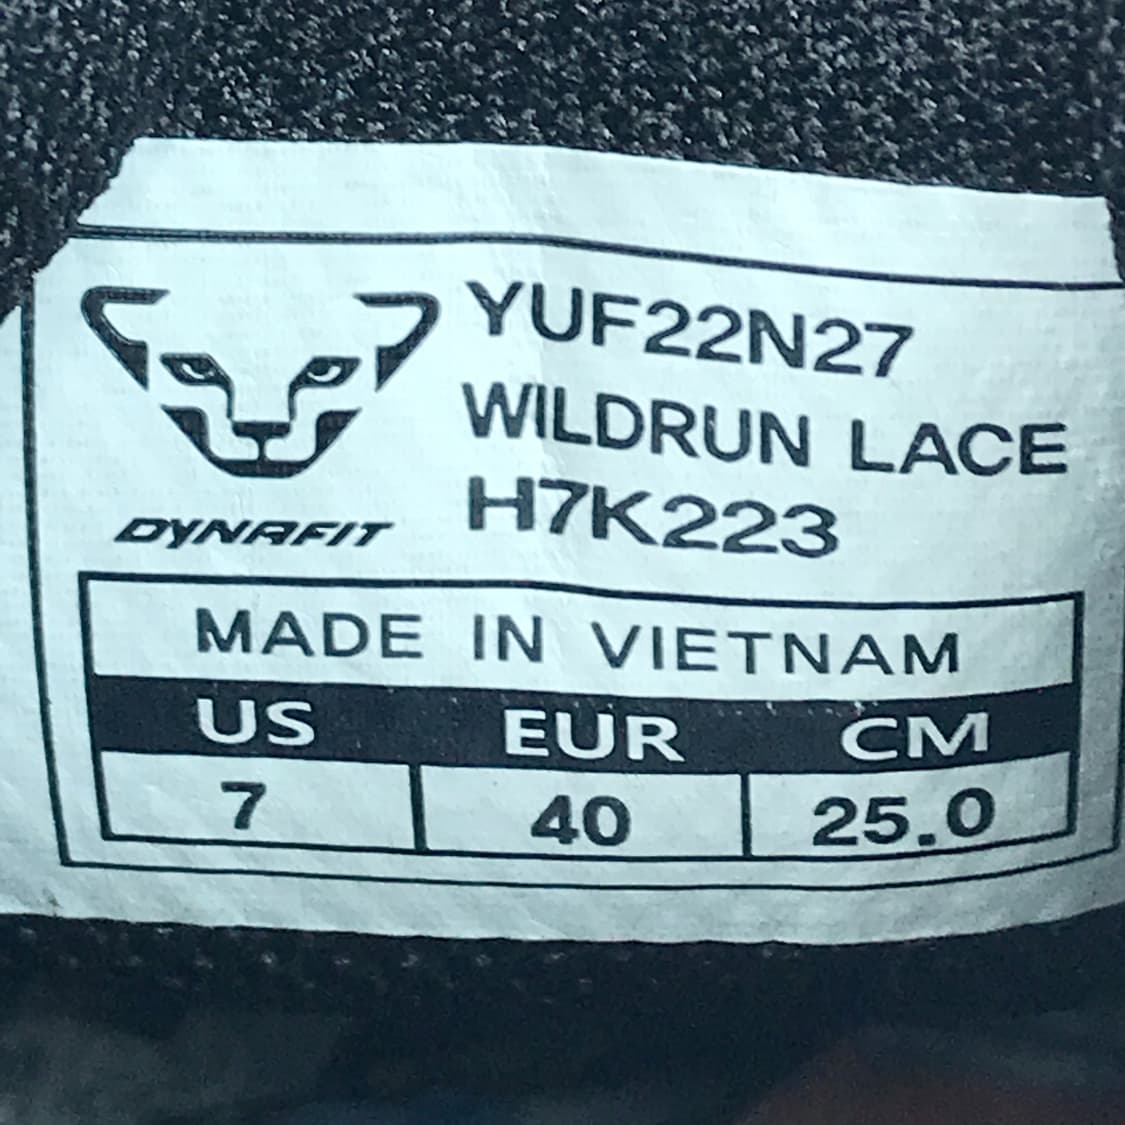 YUF22N27
WILDRUN LACE
H7K223
DYNAFIT
MADE IN VIETNAM
US EUR CM
7 40 25.0